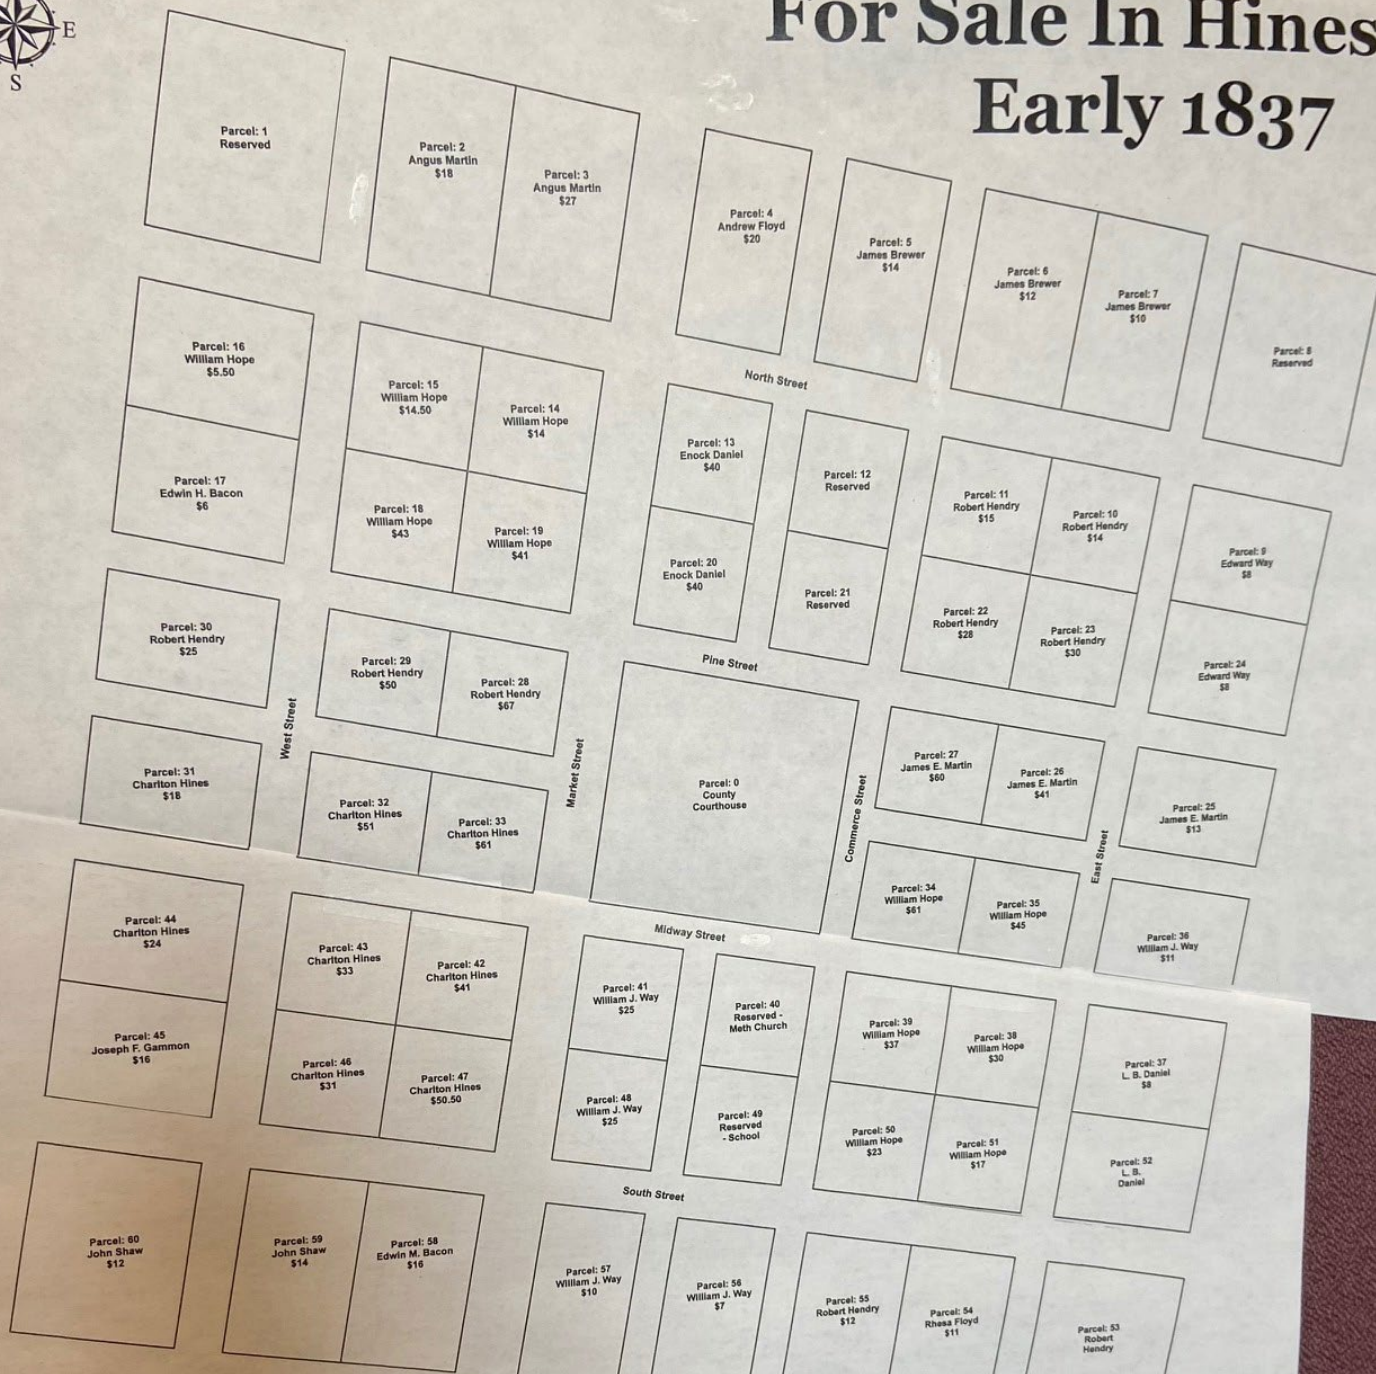 For Sale In Hines
Early 1837
E
S
Parcel: 1
Reserved
Parcel: 2
Angus Martin
$18
Parcel: 3
Angus Martin
$27
Parcel: 4
Andrew Floyd
$20
Parcel: 5
James Brewer
$14
Parcel: 6
James Brewer
$12
Parcel: 7
James Brewer
$10
Parcel: 8
Reserved
North Street
Parcel: 16
William Hope
$5.50
Parcel: 15
William Hope
$14.50
Parcel: 14
William Hope
$14
Parcel: 13
Enock Daniel
$40
Parcel: 12
Reserved
Parcel: 11
Robert Hendry
$15
Parcel: 10
Robert Hendry
$14
Parcel: 9
Edward Way
$8
Parcel: 17
Edwin H. Bacon
$6
Parcel: 18
William Hope
$43
Parcel: 19
William Hope
$41
Parcel: 20
Enock Daniel
$40
Parcel: 21
Reserved
Parcel: 22
Robert Hendry
$28
Parcel: 23
Robert Hendry
$30
Parcel: 24
Edward Way
$8
Pine Street
Parcel: 30
Robert Hendry
$25
West Street
Parcel: 29
Robert Hendry
$50
Parcel: 28
Robert Hendry
$67
Market Street
Parcel: 0
County
Courthouse
Commerce Street
Parcel: 27
James E. Martin
$60
Parcel: 26
James E. Martin
$41
East Street
Parcel: 25
James E. Martin
$13
Parcel: 31
Charlton Hines
$18
Parcel: 32
Charlton Hines
$51
Parcel: 33
Charlton Hines
$61
Parcel: 34
William Hope
$61
Parcel: 35
William Hope
$45
Parcel: 36
William J. Way
$11
Midway Street
Parcel: 44
Charlton Hines
$24
Parcel: 43
Charlton Hines
$33
Parcel: 42
Charlton Hines
$41
Parcel: 41
William J. Way
$25
Parcel: 40
Reserved -
Meth Church
Parcel: 39
William Hope
$37
Parcel: 38
William Hope
$30
Parcel: 37
L. B. Daniel
$8
Parcel: 45
Joseph F. Gammon
$16
Parcel: 46
Charlton Hines
$31
Parcel: 47
Charlton Hines
$50.50
Parcel: 48
William J. Way
$25
Parcel: 49
Reserved
- School
Parcel: 50
William Hope
$23
Parcel: 51
William Hope
$17
Parcel: 52
L. B.
Daniel
South Street
Parcel: 60
John Shaw
$12
Parcel: 59
John Shaw
$14
Parcel: 58
Edwin M. Bacon
$16
Parcel: 57
William J. Way
$10
Parcel: 56
William J. Way
$7
Parcel: 55
Robert Hendry
$12
Parcel: 54
Rhesa Floyd
$11
Parcel: 53
Robert
Hendry